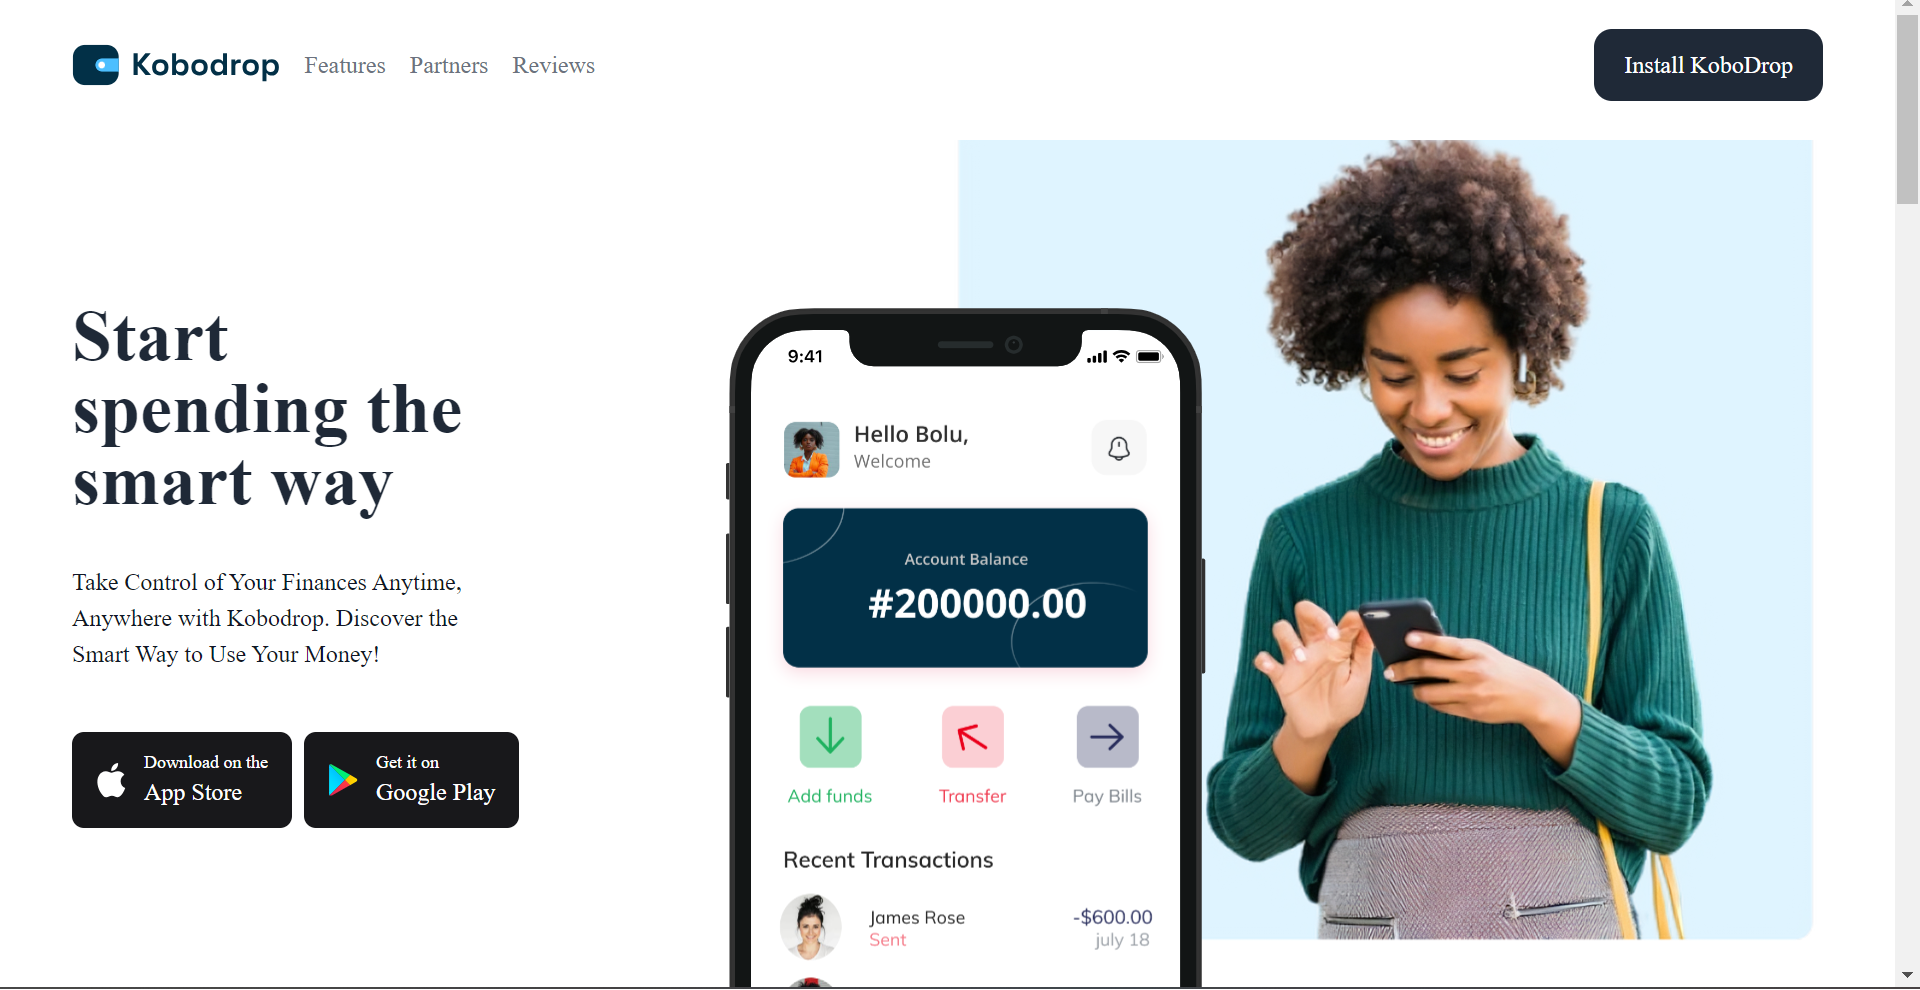 Kobodrop
Features
Partners
Reviews
Install KoboDrop
Start
spending the
smart way
Take Control of Your Finances Anytime,
Anywhere with Kobodrop. Discover the
Smart Way to Use Your Money!
Download on the
App Store
Get it on
Google Play
9:41
Hello Bolu,
Welcome
Account Balance
#200000.00
Add funds
Transfer
Pay Bills
Recent Transactions
James Rose
-$600.00
Sent
july 18